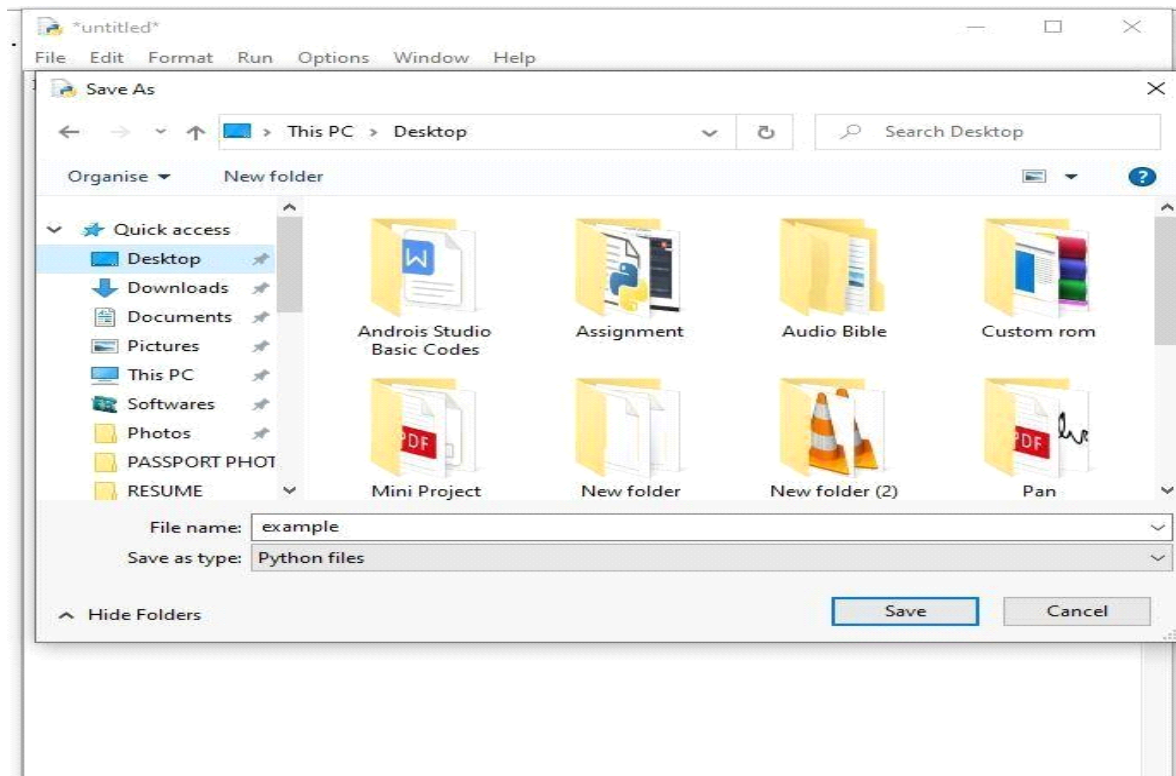 *untitled*
File Edit Format Run Options Window Help
Save As
This PC > Desktop
Search Desktop
Organise New folder
Quick access
Desktop
Downloads
Documents
Pictures
This PC
Softwares
Photos
PASSPORT PHOT
RESUME
W
Androis Studio
Basic Codes
Assignment
Audio Bible
Custom rom
PDF
Mini Project
New folder
New folder (2)
PDF
Pan
File name: example
Save as type: Python files
Hide Folders
Save Cancel